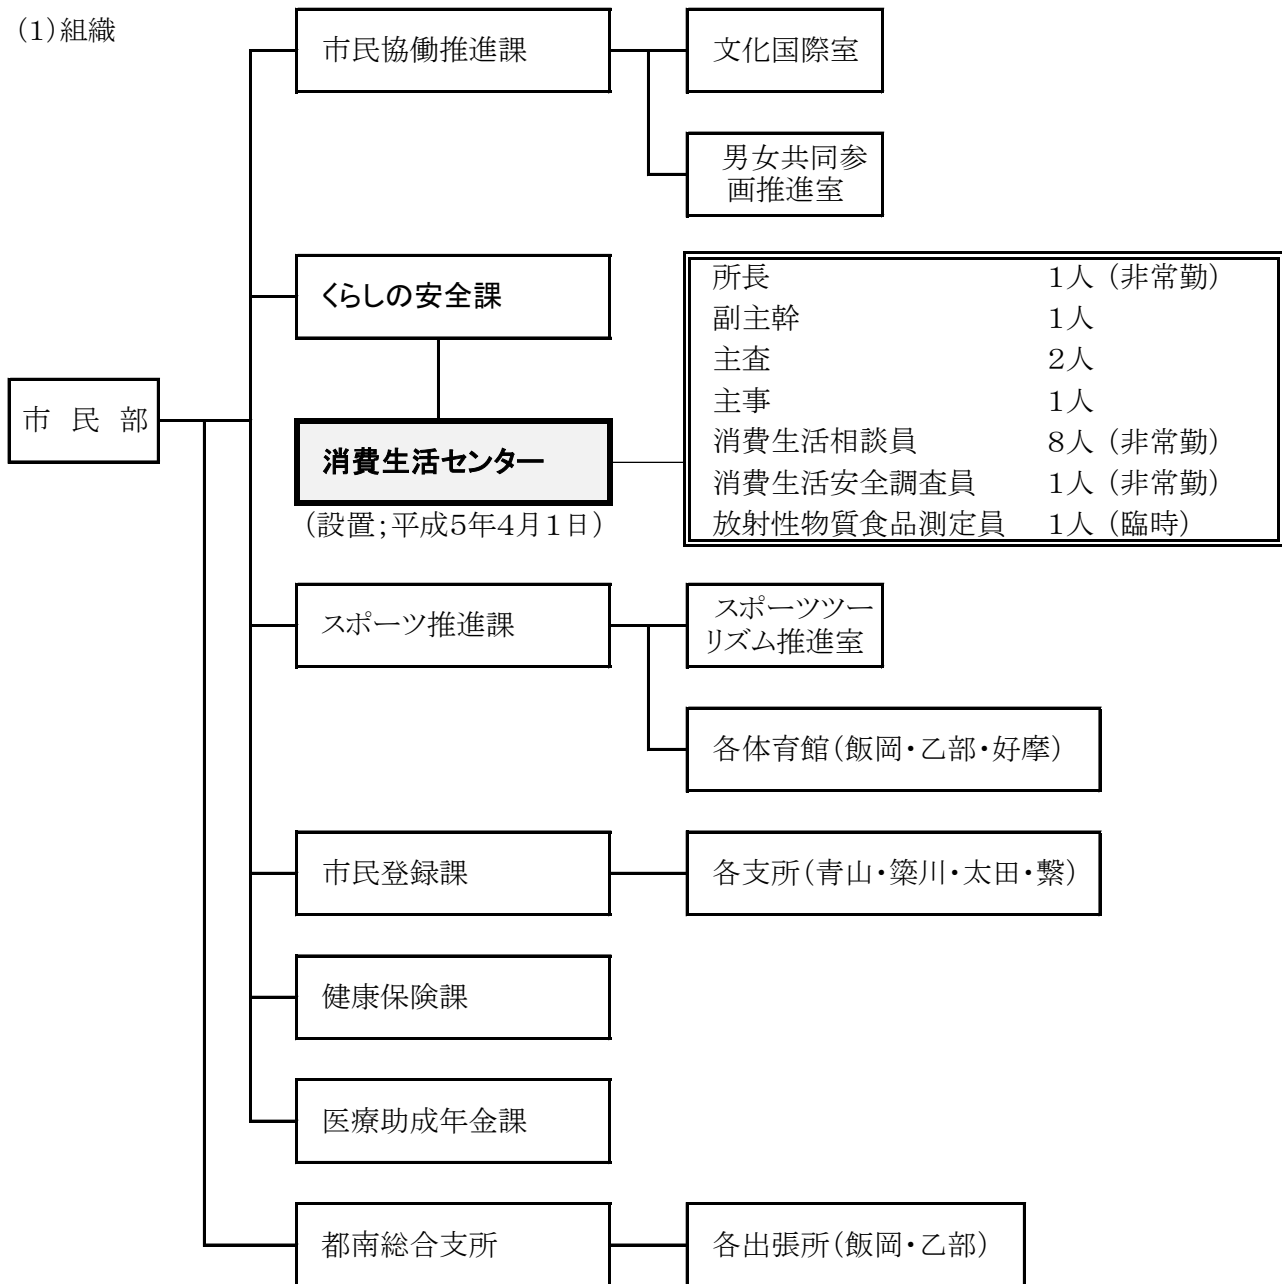 (1)組織
市民協働推進課
文化国際室
男女共同参
画推進室
くらしの安全課
所長 1人 (非常勤)
副主幹 1人
主査 2人
主事 1人
消費生活相談員 8人 (非常勤)
消費生活安全調査員 1人 (非常勤)
放射性物質食品測定員 1人 (臨時)
市 民 部
消費生活センター
(設置;平成5年4月1日)
スポーツ推進課
スポーツツー
リズム推進室
各体育館(飯岡・乙部・好摩)
市民登録課
各支所(青山・簗川・太田・繋)
健康保険課
医療助成年金課
都南総合支所
各出張所(飯岡・乙部)